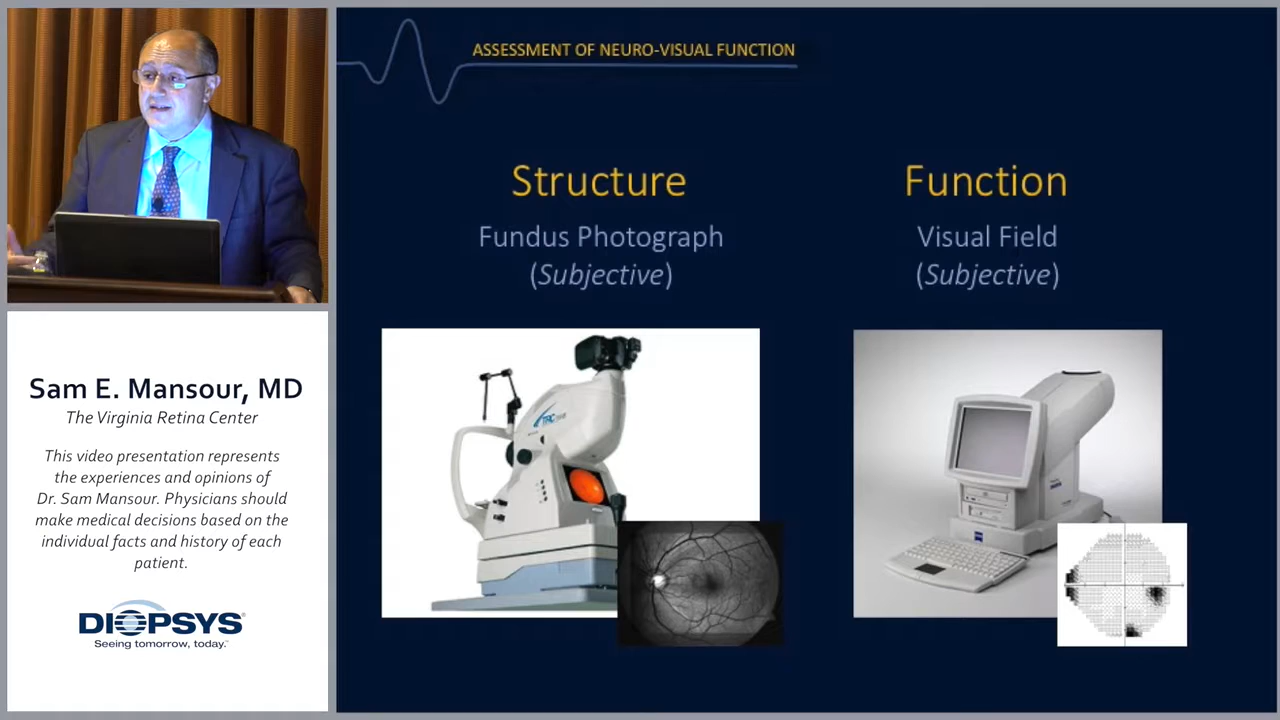 ASSESSMENT OF NEURO-VISUAL FUNCTION
Structure
Fundus Photograph
(Subjective)
Function
Visual Field
(Subjective)
TRC
Sam E. Mansour, MD
The Virginia Retina Center
This video presentation represents
the experiences and opinions of
Dr. Sam Mansour. Physicians should
make medical decisions based on the
individual facts and history of each
patient.
DIOPSYS®
Seeing tomorrow, today.™